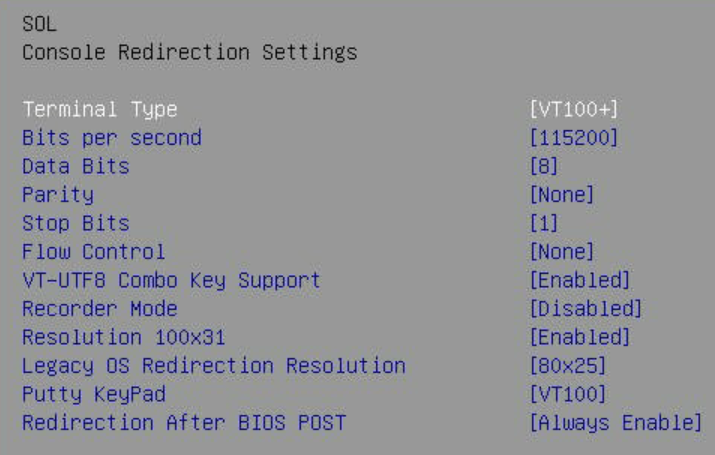 SOL
Console Redirection Settings
Terminal Type [VT100+]
Bits per second [115200]
Data Bits [8]
Parity [None]
Stop Bits [1]
Flow Control [None]
VT-UTF8 Combo Key Support [Enabled]
Recorder Mode [Disabled]
Resolution 100x31 [Enabled]
Legacy OS Redirection Resolution [80x25]
Putty KeyPad [VT100]
Redirection After BIOS POST [Always Enable]